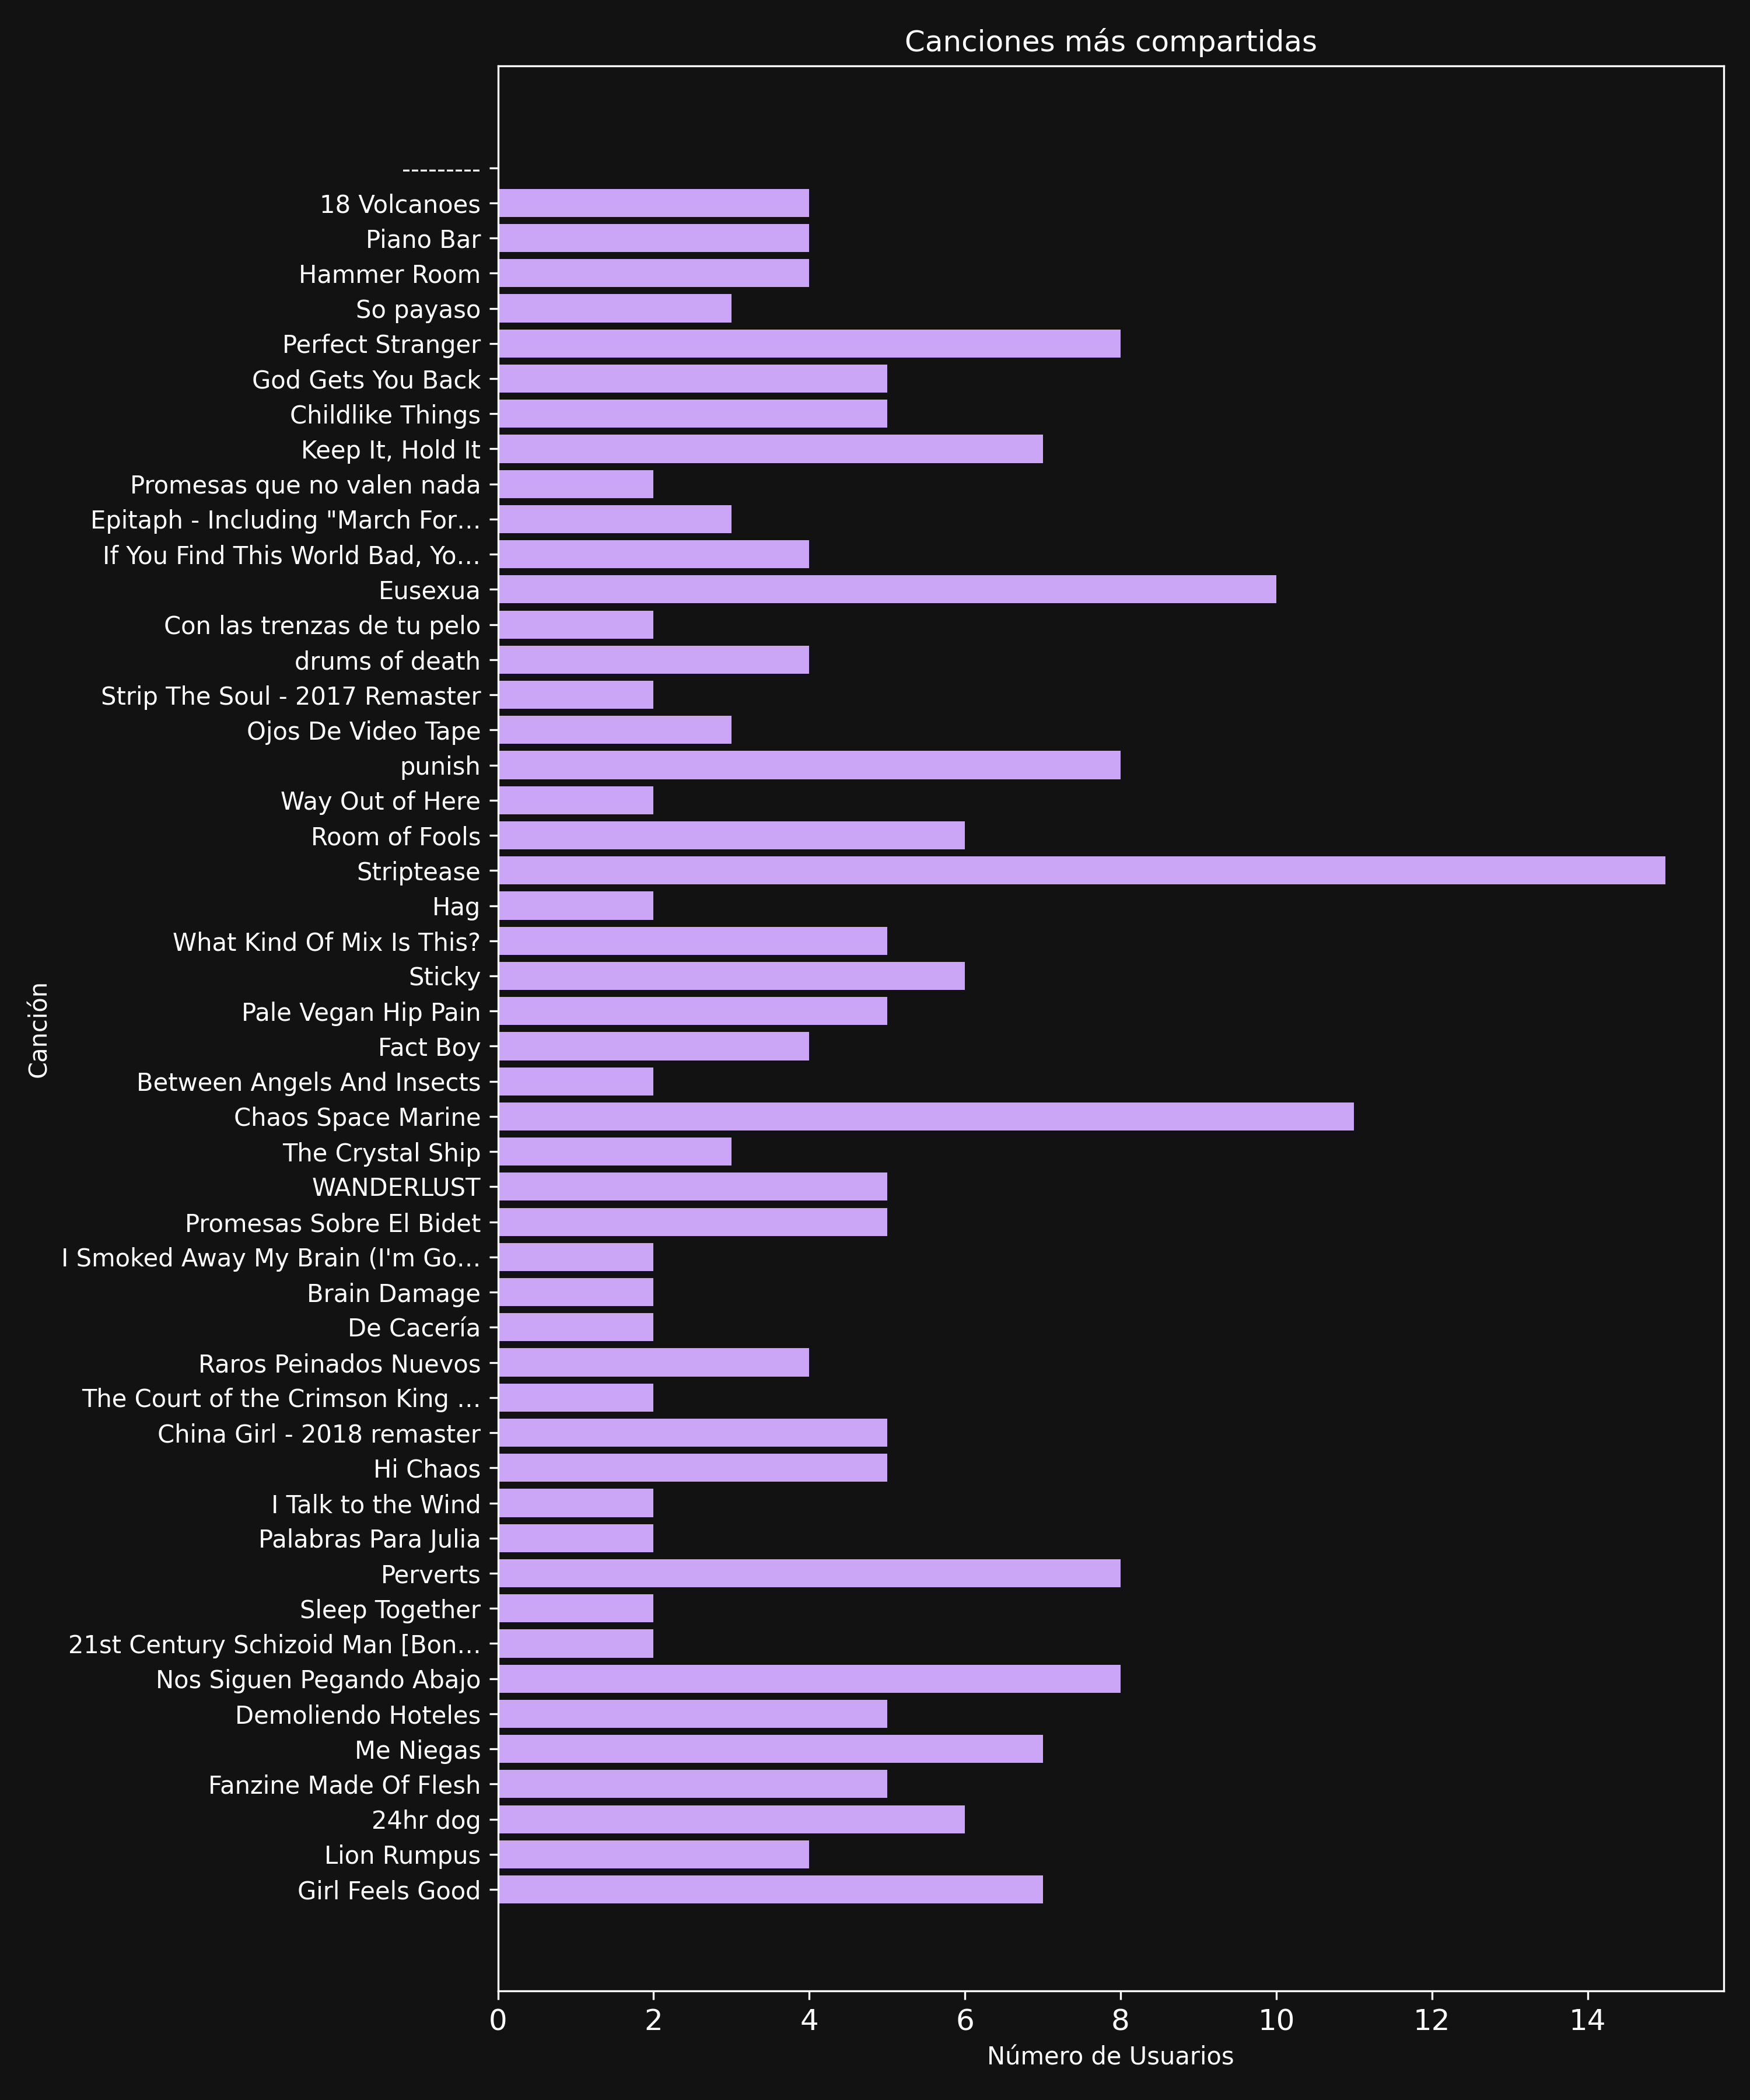 Canciones más compartidas
---------
18 Volcanoes
Piano Bar
Hammer Room
So payaso
Perfect Stranger
God Gets You Back
Childlike Things
Keep It, Hold It
Promesas que no valen nada
Epitaph - Including "March For…
If You Find This World Bad, Yo…
Eusexua
Con las trenzas de tu pelo
drums of death
Strip The Soul - 2017 Remaster
Ojos De Video Tape
punish
Way Out of Here
Room of Fools
Striptease
Hag
What Kind Of Mix Is This?
Sticky
Pale Vegan Hip Pain
Fact Boy
Between Angels And Insects
Chaos Space Marine
The Crystal Ship
WANDERLUST
Promesas Sobre El Bidet
I Smoked Away My Brain (I'm Go…
Brain Damage
De Cacería
Raros Peinados Nuevos
The Court of the Crimson King …
China Girl - 2018 remaster
Hi Chaos
I Talk to the Wind
Palabras Para Julia
Perverts
Sleep Together
21st Century Schizoid Man [Bon…
Nos Siguen Pegando Abajo
Demoliendo Hoteles
Me Niegas
Fanzine Made Of Flesh
24hr dog
Lion Rumpus
Girl Feels Good
Canción
0 2 4 6 8 10 12 14
Número de Usuarios